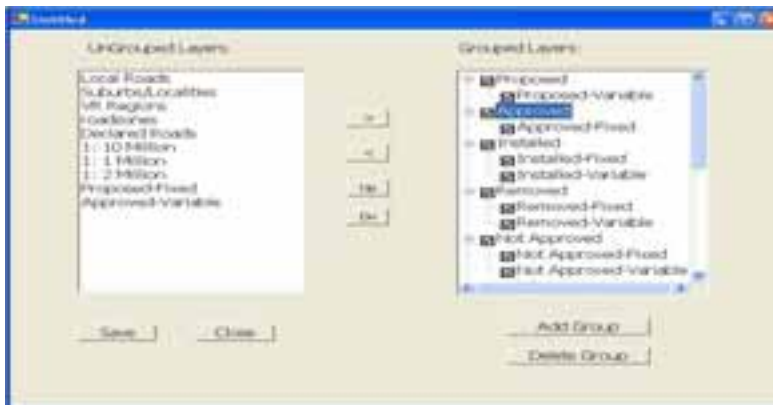 UnGrouped Layers
Local Roads
Suburbs/Localities
VR Regions
roadzones
Declared Roads
1: 10 Million
1: 1 Million
1: 2 Million
Proposed-Fixed
Approved-Variable
>
<
Up
Dn
Save
Close
Grouped Layers
Proposed
Proposed-Variable
Approved
Approved-Fixed
Installed
Installed-Fixed
Installed-Variable
Removed
Removed-Fixed
Removed-Variable
Not Approved
Not Approved-Fixed
Not Approved-Variable
Add Group
Delete Group